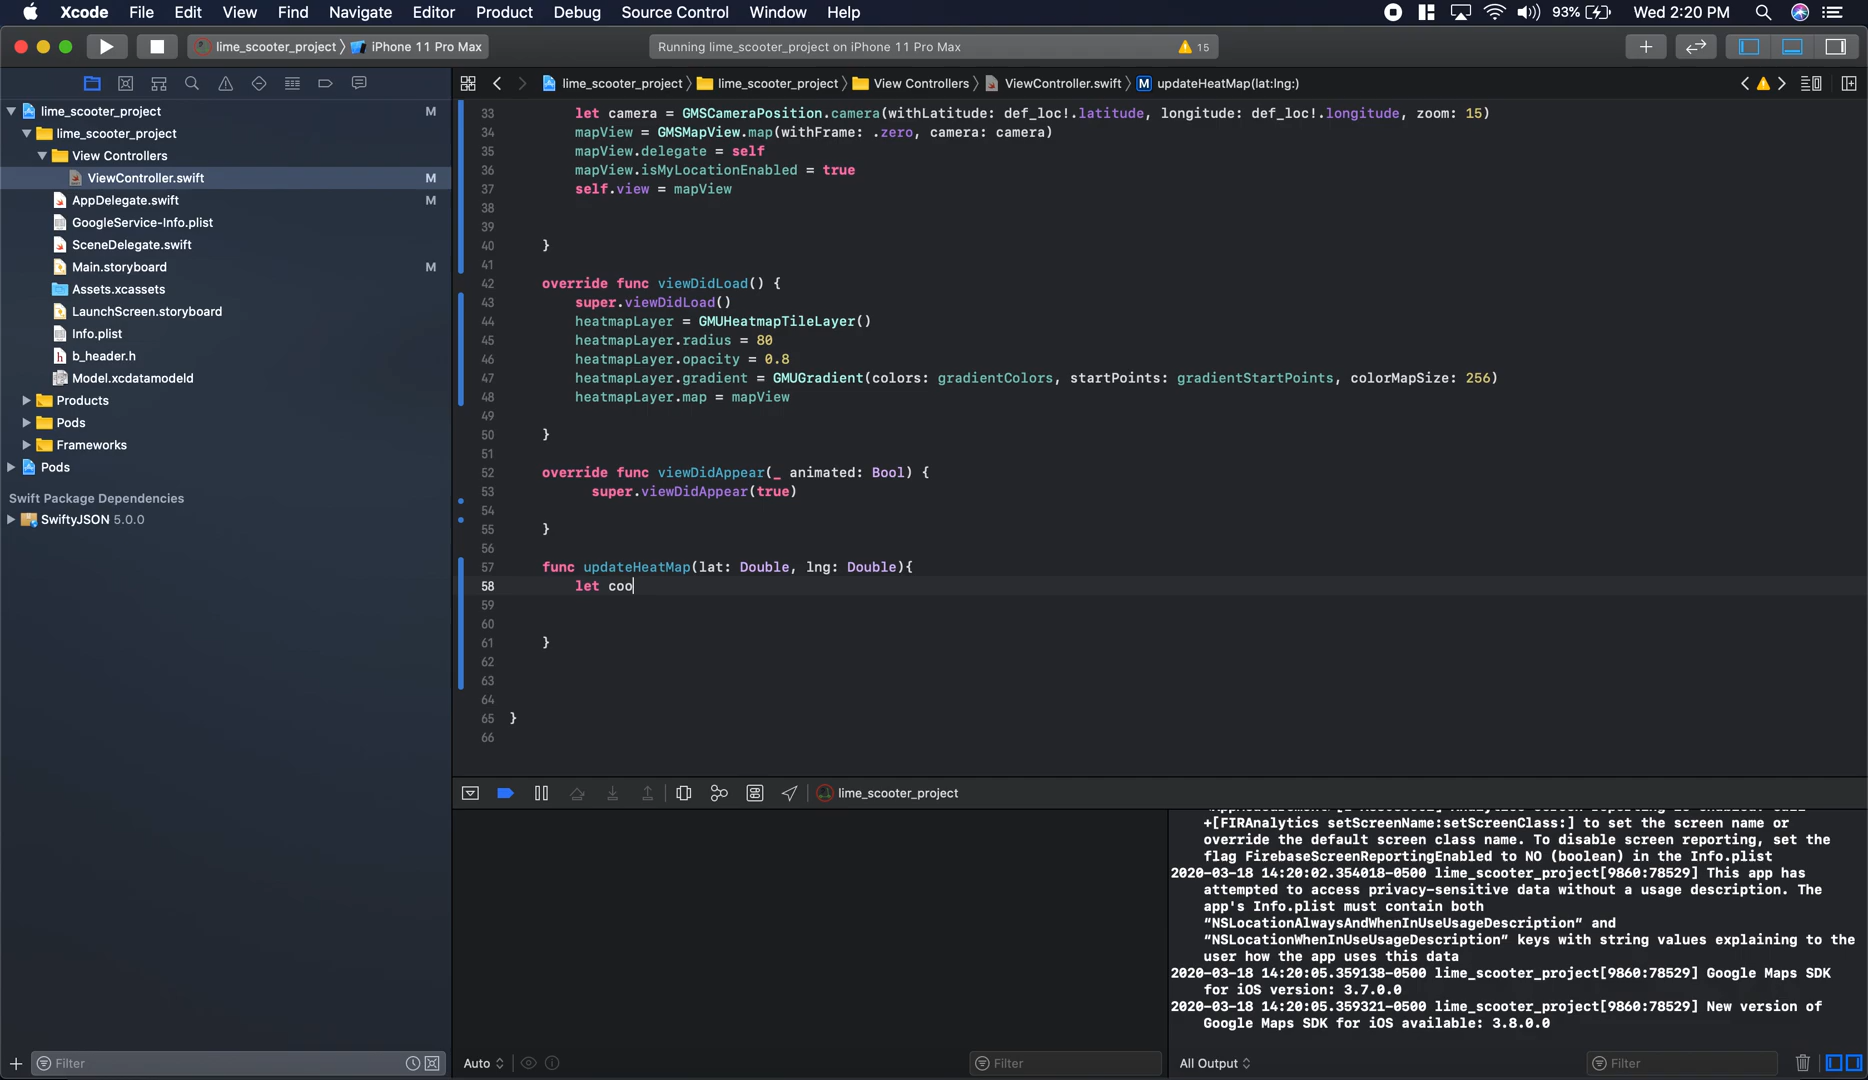 Xcode File Edit View Find Navigate Editor Product Debug Source Control Window Help 93% Wed 2:20 PM
lime_scooter_project iPhone 11 Pro Max Running lime_scooter_project on iPhone 11 Pro Max 15
lime_scooter_project lime_scooter_project View Controllers ViewController.swift M updateHeatMap(lat:lng:)
lime_scooter_project M
lime_scooter_project
View Controllers
ViewController.swift M
AppDelegate.swift M
GoogleService-Info.plist
SceneDelegate.swift
Main.storyboard M
Assets.xcassets
LaunchScreen.storyboard
Info.plist
h b_header.h
Model.xcdatamodeld
Products
Pods
Frameworks
Pods
Swift Package Dependencies
SwiftyJSON 5.0.0
Filter
33 let camera = GMSCameraPosition.camera(withLatitude: def_loc!.latitude, longitude: def_loc!.longitude, zoom: 15)
34 mapView = GMSMapView.map(withFrame: .zero, camera: camera)
35 mapView.delegate = self
36 mapView.isMyLocationEnabled = true
37 self.view = mapView
38
39
40 }
41
42 override func viewDidLoad() {
43 super.viewDidLoad()
44 heatmapLayer = GMUHeatmapTileLayer()
45 heatmapLayer.radius = 80
46 heatmapLayer.opacity = 0.8
47 heatmapLayer.gradient = GMUGradient(colors: gradientColors, startPoints: gradientStartPoints, colorMapSize: 256)
48 heatmapLayer.map = mapView
49
50 }
51
52 override func viewDidAppear(_ animated: Bool) {
53 super.viewDidAppear(true)
54
55 }
56
57 func updateHeatMap(lat: Double, lng: Double){
58 let coo
59
60
61 }
62
63
64
65 }
66
lime_scooter_project
+[FIRAnalytics setScreenName:setScreenClass:] to set the screen name or
override the default screen class name. To disable screen reporting, set the
flag FirebaseScreenReportingEnabled to NO (boolean) in the Info.plist
2020-03-18 14:20:02.354018-0500 lime_scooter_project[9860:78529] This app has
attempted to access privacy-sensitive data without a usage description. The
app's Info.plist must contain both
“NSLocationAlwaysAndWhenInUseUsageDescription” and
“NSLocationWhenInUseUsageDescription” keys with string values explaining to the
user how the app uses this data
2020-03-18 14:20:05.359138-0500 lime_scooter_project[9860:78529] Google Maps SDK
for iOS version: 3.7.0.0
2020-03-18 14:20:05.359321-0500 lime_scooter_project[9860:78529] New version of
Google Maps SDK for iOS available: 3.8.0.0
Auto Filter All Output Filter